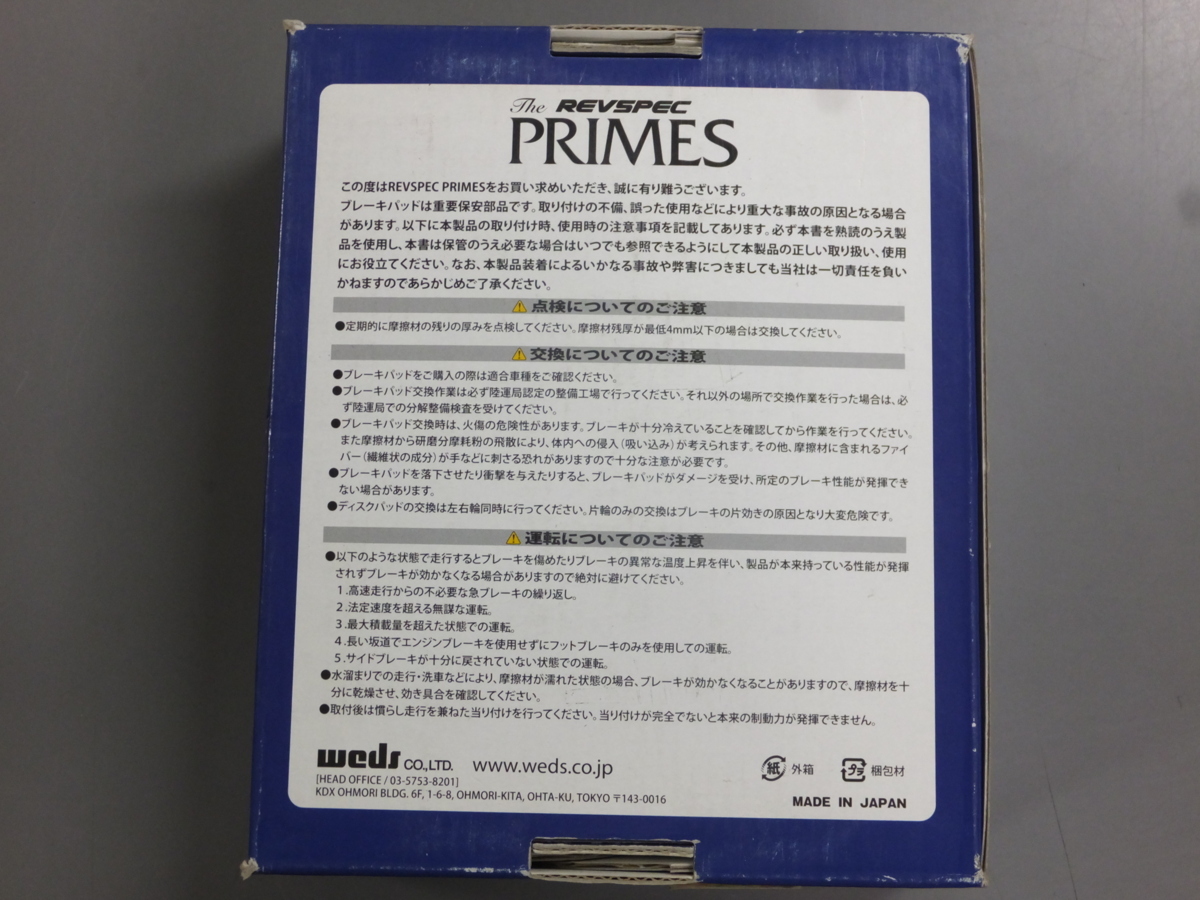 The REVSPEC
PRIMES
この度はREVSPEC PRIMESをお買い求めいただき、誠に有り難うございます。
ブレーキパッドは重要保安部品です。取り付けの不備、誤った使用などにより重大な事故の原因となる場合
があります。以下に本製品の取り付け時、使用時の注意事項を記載してあります。必ず本書を熟読のうえ製
品を使用し、本書は保管のうえ必要な場合はいつでも参照できるようにして本製品の正しい取り扱い、使用
にお役立てください。なお、本製品装着によるいかなる事故や弊害につきましても当社は一切責任を負い
かねますのであらかじめご了承ください。
点検についてのご注意
●定期的に摩擦材の残りの厚みを点検してください。摩擦材残厚が最低4mm以下の場合は交換してください。
交換についてのご注意
●ブレーキパッドをご購入の際は適合車種をご確認ください。
●ブレーキパッド交換作業は必ず陸運局認定の整備工場で行ってください。それ以外の場所で交換作業を行った場合は、必
ず陸運局での分解整備検査を受けてください。
●ブレーキパッド交換時は、火傷の危険性があります。ブレーキが十分冷えていることを確認してから作業を行ってください。
また摩擦材から研磨分摩耗粉の飛散により、体内への侵入（吸い込み）が考えられます。その他、摩擦材に含まれるファイ
バー（繊維状の成分）が手などに刺さる恐れがありますので十分な注意が必要です。
●ブレーキパッドを落下させたり衝撃を与えたりすると、ブレーキパッドがダメージを受け、所定のブレーキ性能が発揮でき
ない場合があります。
●ディスクパッドの交換は左右輪同時に行ってください。片輪のみの交換はブレーキの片効きの原因となり大変危険です。
運転についてのご注意
●以下のような状態で走行するとブレーキを傷めたりブレーキの異常な温度上昇を伴い、製品が本来持っている性能が発揮
されずブレーキが効かなくなる場合がありますので絶対に避けてください。
1.高速走行からの不必要な急ブレーキの繰り返し。
2.法定速度を超える無謀な運転。
3.最大積載量を超えた状態での運転。
4.長い坂道でエンジンブレーキを使用せずにフットブレーキのみを使用しての運転。
5.サイドブレーキが十分に戻されていない状態での運転。
●水溜まりでの走行・洗車などにより、摩擦材が濡れた状態の場合、ブレーキが効かなくなることがありますので、摩擦材を十
分に乾燥させ、効き具合を確認してください。
●取付後は慣らし走行を兼ねた当り付けを行ってください。当り付けが完全でないと本来の制動力が発揮できません。
weds CO.,LTD. www.weds.co.jp
紙 外箱 プラ 梱包材
[HEAD OFFICE / 03-5753-8201]
KDX OHMORI BLDG. 6F, 1-6-8, OHMORI-KITA, OHTA-KU, TOKYO 〒143-0016
MADE IN JAPAN